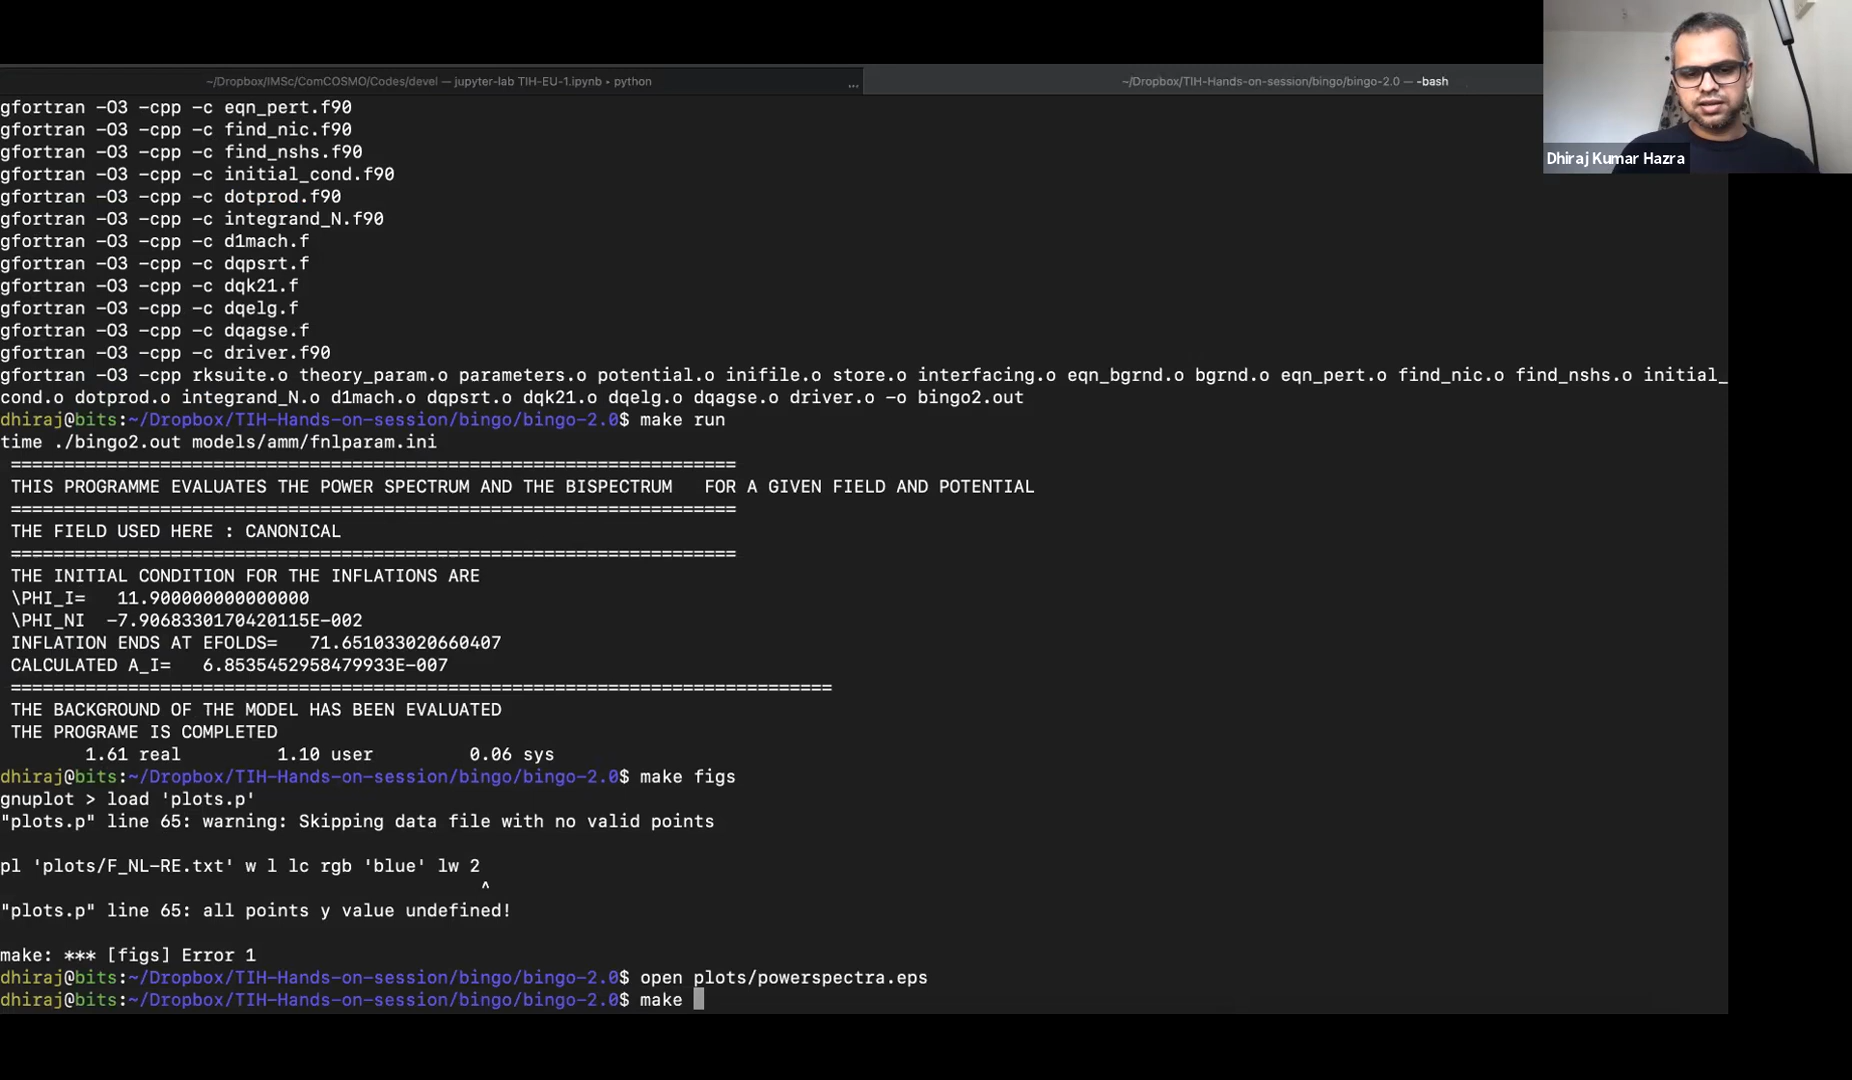 ~/Dropbox/IMSc/ComCOSMO/Codes/devel — jupyter-lab TIH-EU-1.ipynb ▸ python
...
~/Dropbox/TIH-Hands-on-session/bingo/bingo-2.0 — -bash
gfortran -O3 -cpp -c eqn_pert.f90
gfortran -O3 -cpp -c find_nic.f90
gfortran -O3 -cpp -c find_nshs.f90
gfortran -O3 -cpp -c initial_cond.f90
gfortran -O3 -cpp -c dotprod.f90
gfortran -O3 -cpp -c integrand_N.f90
gfortran -O3 -cpp -c d1mach.f
gfortran -O3 -cpp -c dqpsrt.f
gfortran -O3 -cpp -c dqk21.f
gfortran -O3 -cpp -c dqelg.f
gfortran -O3 -cpp -c dqagse.f
gfortran -O3 -cpp -c driver.f90
gfortran -O3 -cpp rksuite.o theory_param.o parameters.o potential.o inifile.o store.o interfacing.o eqn_bgrnd.o bgrnd.o eqn_pert.o find_nic.o find_nshs.o initial_
cond.o dotprod.o integrand_N.o d1mach.o dqpsrt.o dqk21.o dqelg.o dqagse.o driver.o -o bingo2.out
dhiraj@bits:~/Dropbox/TIH-Hands-on-session/bingo/bingo-2.0$ make run
time ./bingo2.out models/amm/fnlparam.ini
====================================================================
THIS PROGRAMME EVALUATES THE POWER SPECTRUM AND THE BISPECTRUM   FOR A GIVEN FIELD AND POTENTIAL
====================================================================
THE FIELD USED HERE : CANONICAL
====================================================================
THE INITIAL CONDITION FOR THE INFLATIONS ARE
\PHI_I=   11.900000000000000
\PHI_NI  -7.9068330170420115E-002
INFLATION ENDS AT EFOLDS=   71.651033020660407
CALCULATED A_I=   6.8535452958479933E-007
=============================================================================
THE BACKGROUND OF THE MODEL HAS BEEN EVALUATED
THE PROGRAME IS COMPLETED
1.61 real         1.10 user         0.06 sys
dhiraj@bits:~/Dropbox/TIH-Hands-on-session/bingo/bingo-2.0$ make figs
gnuplot > load 'plots.p'
"plots.p" line 65: warning: Skipping data file with no valid points
pl 'plots/F_NL-RE.txt' w l lc rgb 'blue' lw 2
^
"plots.p" line 65: all points y value undefined!
make: *** [figs] Error 1
dhiraj@bits:~/Dropbox/TIH-Hands-on-session/bingo/bingo-2.0$ open plots/powerspectra.eps
dhiraj@bits:~/Dropbox/TIH-Hands-on-session/bingo/bingo-2.0$ make
Dhiraj Kumar Hazra